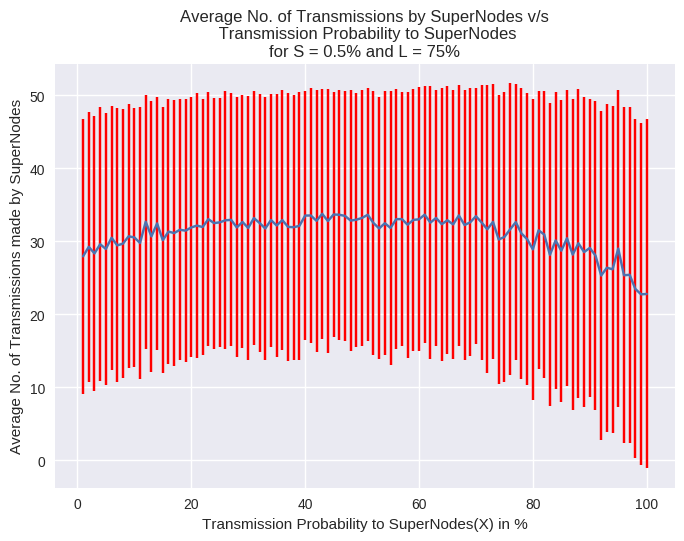 Average No. of Transmissions by SuperNodes v/s
Transmission Probability to SuperNodes
for S = 0.5% and L = 75%
Average No. of Transmissions made by SuperNodes
50
40
30
20
10
0
0 20 40 60 80 100
Transmission Probability to SuperNodes(X) in %